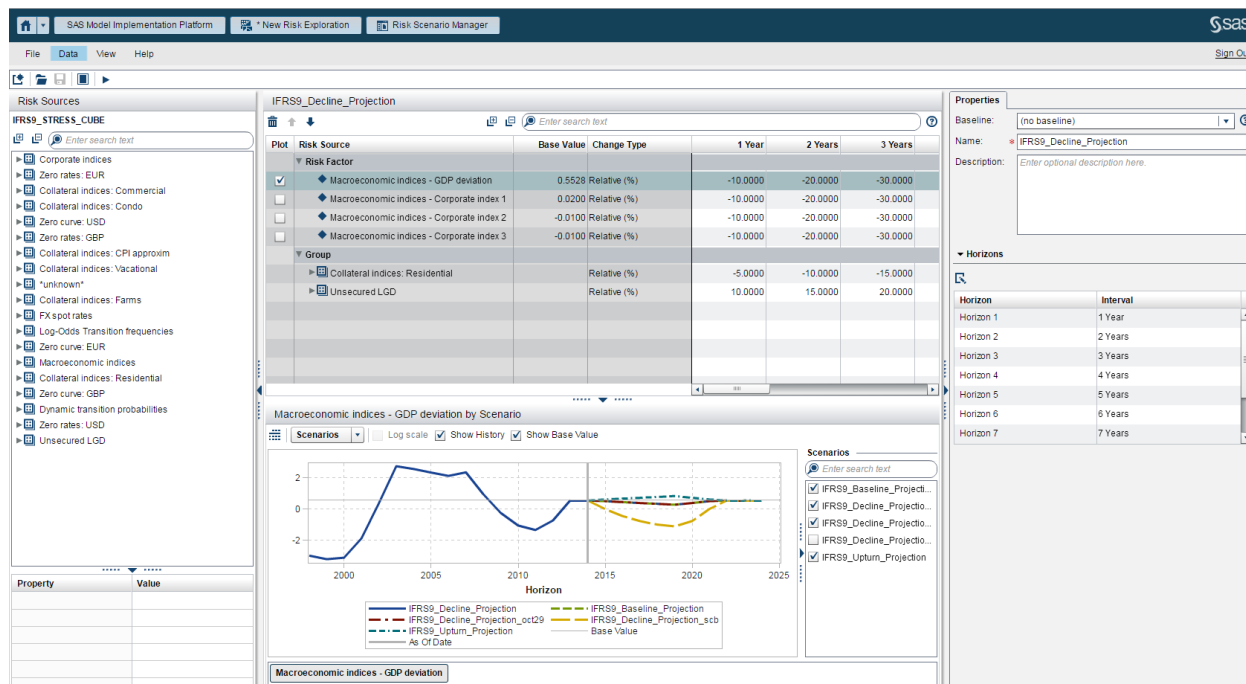 SAS Model Implementation Platform
* New Risk Exploration
Risk Scenario Manager
sas
File Data View Help
Sign Ou
Risk Sources
IFRS9_STRESS_CUBE
Enter search text
Corporate indices
Zero rates: EUR
Collateral indices: Commercial
Collateral indices: Condo
Zero curve: USD
Zero rates: GBP
Collateral indices: CPI approxim
Collateral indices: Vacational
*unknown*
Collateral indices: Farms
FX spot rates
Log-Odds Transition frequencies
Zero curve: EUR
Macroeconomic indices
Collateral indices: Residential
Zero curve: GBP
Dynamic transition probabilities
Zero rates: USD
Unsecured LGD
Property Value
IFRS9_Decline_Projection
Enter search text
Plot Risk Source Base Value Change Type 1 Year 2 Years 3 Years
Risk Factor
Macroeconomic indices - GDP deviation 0.5528 Relative (%) -10.0000 -20.0000 -30.0000
Macroeconomic indices - Corporate index 1 0.0200 Relative (%) -10.0000 -20.0000 -30.0000
Macroeconomic indices - Corporate index 2 -0.0100 Relative (%) -10.0000 -20.0000 -30.0000
Macroeconomic indices - Corporate index 3 -0.0100 Relative (%) -10.0000 -20.0000 -30.0000
Group
Collateral indices: Residential Relative (%) -5.0000 -10.0000 -15.0000
Unsecured LGD Relative (%) 10.0000 15.0000 20.0000
Macroeconomic indices - GDP deviation by Scenario
Scenarios Log scale Show History Show Base Value
2
0
-2
2000 2005 2010 2015 2020 2025
Horizon
IFRS9_Decline_Projection IFRS9_Baseline_Projection
IFRS9_Decline_Projection_oct29 IFRS9_Decline_Projection_scb
IFRS9_Upturn_Projection Base Value
As Of Date
Scenarios
Enter search text
IFRS9_Baseline_Projecti...
IFRS9_Decline_Projectio...
IFRS9_Decline_Projectio...
IFRS9_Decline_Projectio...
IFRS9_Upturn_Projection
Macroeconomic indices - GDP deviation
Properties
Baseline: (no baseline)
Name: * IFRS9_Decline_Projection
Description: Enter optional description here.
Horizons
Horizon Interval
Horizon 1 1 Year
Horizon 2 2 Years
Horizon 3 3 Years
Horizon 4 4 Years
Horizon 5 5 Years
Horizon 6 6 Years
Horizon 7 7 Years